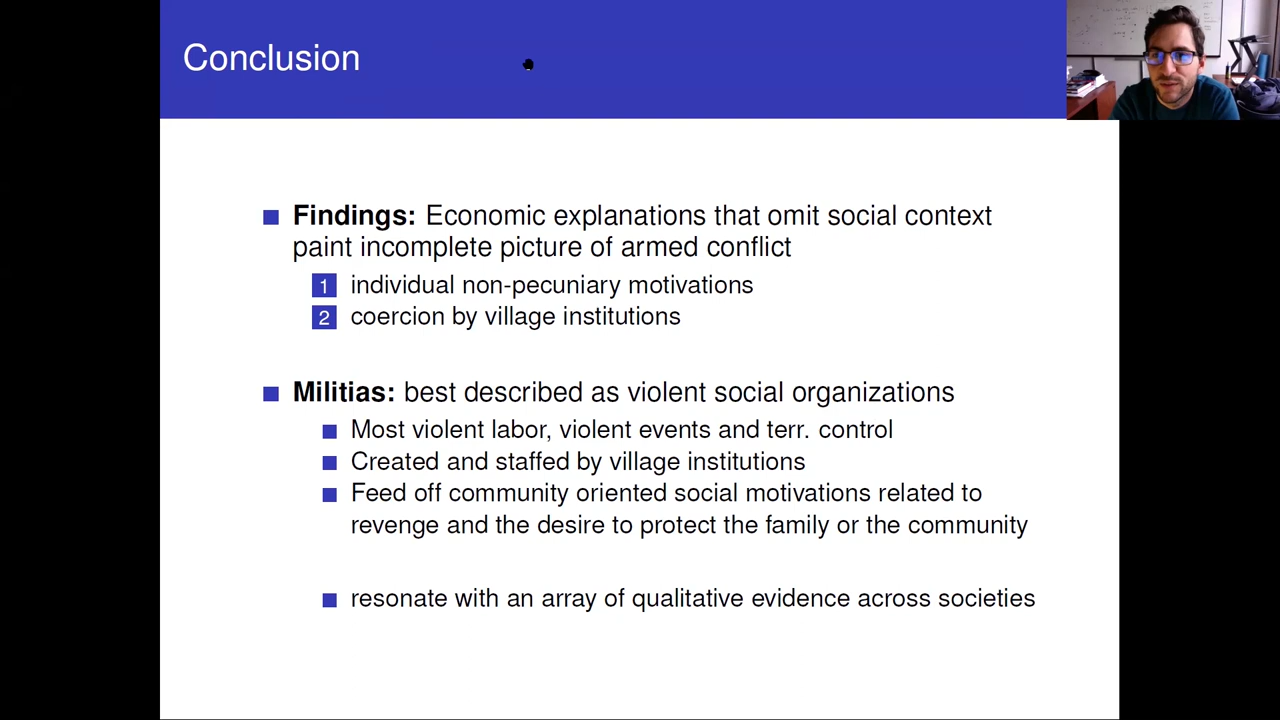 Conclusion
Findings: Economic explanations that omit social context
paint incomplete picture of armed conflict
1 individual non-pecuniary motivations
2 coercion by village institutions
Militias: best described as violent social organizations
Most violent labor, violent events and terr. control
Created and staffed by village institutions
Feed off community oriented social motivations related to
revenge and the desire to protect the family or the community
resonate with an array of qualitative evidence across societies